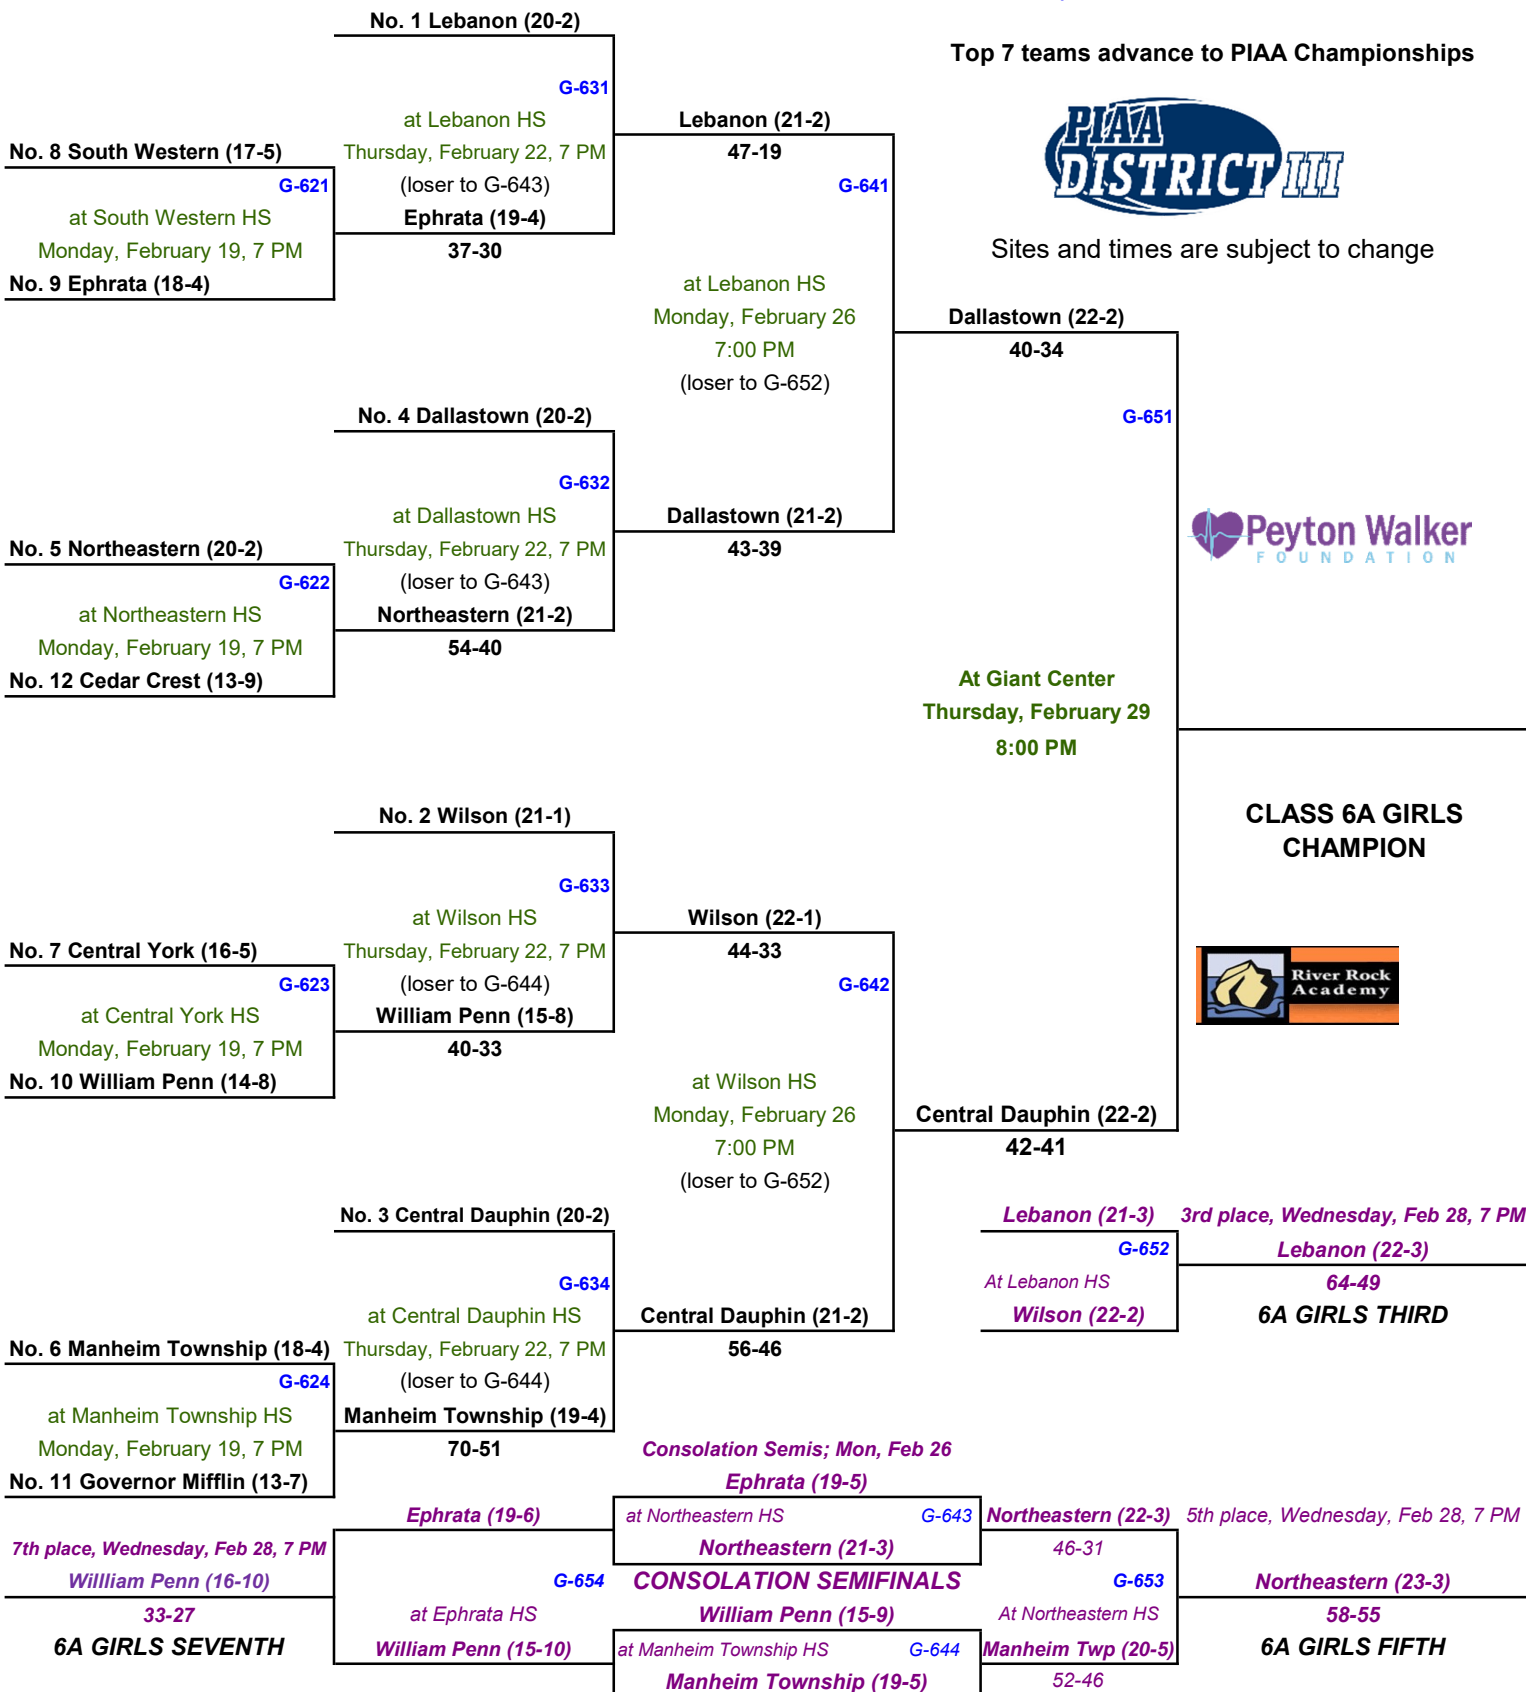 No. 1 Lebanon (20-2)
Top 7 teams advance to PIAA Championships
G-631
at Lebanon HS
Lebanon (21-2)
PIAA
DISTRICT III
No. 8 South Western (17-5)
Thursday, February 22, 7 PM
47-19
G-621
(loser to G-643)
G-641
at South Western HS
Ephrata (19-4)
Monday, February 19, 7 PM
37-30
Sites and times are subject to change
No. 9 Ephrata (18-4)
at Lebanon HS
Monday, February 26
Dallastown (22-2)
7:00 PM
40-34
(loser to G-652)
No. 4 Dallastown (20-2)
G-651
G-632
at Dallastown HS
Dallastown (21-2)
Peyton Walker
FOUNDATION
No. 5 Northeastern (20-2)
Thursday, February 22, 7 PM
43-39
G-622
(loser to G-643)
at Northeastern HS
Northeastern (21-2)
Monday, February 19, 7 PM
54-40
No. 12 Cedar Crest (13-9)
At Giant Center
Thursday, February 29
8:00 PM
No. 2 Wilson (21-1)
CLASS 6A GIRLS
CHAMPION
G-633
at Wilson HS
Wilson (22-1)
No. 7 Central York (16-5)
Thursday, February 22, 7 PM
44-33
G-623
(loser to G-644)
G-642
River Rock
Academy
at Central York HS
William Penn (15-8)
Monday, February 19, 7 PM
40-33
No. 10 William Penn (14-8)
at Wilson HS
Monday, February 26
Central Dauphin (22-2)
7:00 PM
42-41
(loser to G-652)
No. 3 Central Dauphin (20-2)
Lebanon (21-3)
3rd place, Wednesday, Feb 28, 7 PM
G-652
Lebanon (22-3)
G-634
At Lebanon HS
64-49
at Central Dauphin HS
Central Dauphin (21-2)
Wilson (22-2)
6A GIRLS THIRD
No. 6 Manheim Township (18-4)
Thursday, February 22, 7 PM
56-46
G-624
(loser to G-644)
at Manheim Township HS
Manheim Township (19-4)
Monday, February 19, 7 PM
70-51
Consolation Semis; Mon, Feb 26
No. 11 Governor Mifflin (13-7)
Ephrata (19-5)
Ephrata (19-6)
at Northeastern HS
G-643
Northeastern (22-3)
5th place, Wednesday, Feb 28, 7 PM
7th place, Wednesday, Feb 28, 7 PM
Northeastern (21-3)
46-31
Willliam Penn (16-10)
G-654
CONSOLATION SEMIFINALS
G-653
Northeastern (23-3)
33-27
at Ephrata HS
William Penn (15-9)
At Northeastern HS
58-55
6A GIRLS SEVENTH
William Penn (15-10)
at Manheim Township HS
G-644
Manheim Twp (20-5)
6A GIRLS FIFTH
Manheim Township (19-5)
52-46